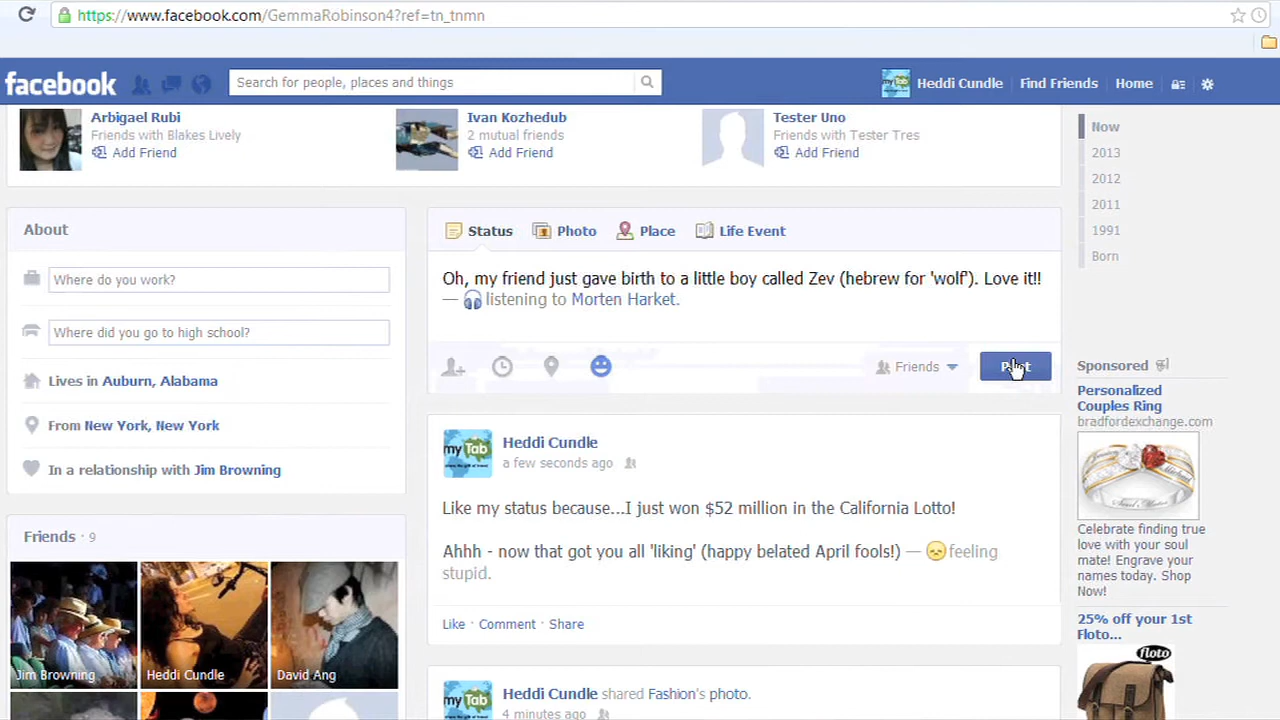 https://www.facebook.com/GemmaRobinson4?ref=tn_tnmn
facebook
Search for people, places and things
Heddi Cundle
Find Friends
Home
Arbigael Rubi
Friends with Blakes Lively
Add Friend
Ivan Kozhedub
2 mutual friends
Add Friend
Tester Uno
Friends with Tester Tres
Add Friend
Now
2013
2012
2011
1991
Born
About
Where do you work?
Where did you go to high school?
Lives in Auburn, Alabama
From New York, New York
In a relationship with Jim Browning
Friends · 9
Jim Browning
Heddi Cundle
David Ang
Status
Photo
Place
Life Event
Oh, my friend just gave birth to a little boy called Zev (hebrew for 'wolf'). Love it!!
— listening to Morten Harket.
Friends
Post
my Tab
Heddi Cundle
a few seconds ago
Like my status because...I just won $52 million in the California Lotto!
Ahhh - now that got you all 'liking' (happy belated April fools!) — feeling
stupid.
Like · Comment · Share
my Tab
Heddi Cundle shared Fashion's photo.
4 minutes ago
Sponsored
Personalized
Couples Ring
bradfordexchange.com
Celebrate finding true
love with your soul
mate! Engrave your
names today. Shop
Now!
25% off your 1st
Floto...
floto